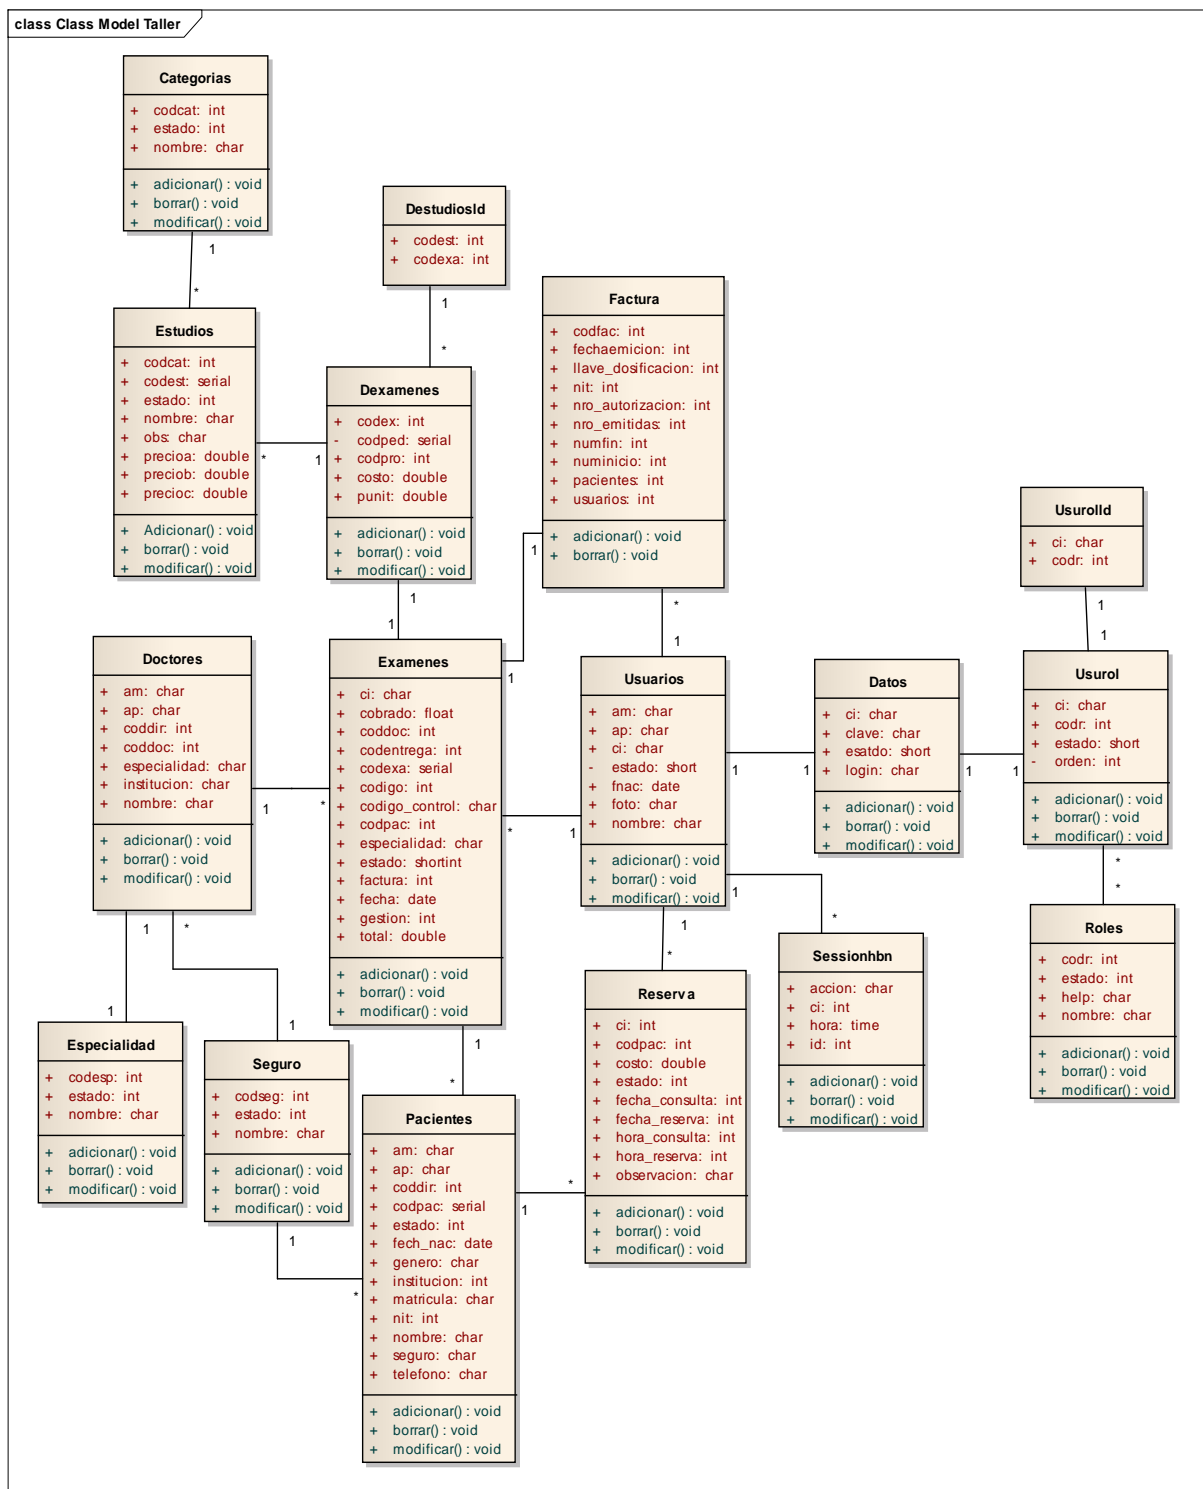 class Class Model Taller
Categorias
+ codcat: int
+ estado: int
+ nombre: char
+ adicionar() : void
+ borrar() : void
+ modificar() : void
1
*
DestudiosId
+ codest: int
+ codexa: int
1
*
Estudios
+ codcat: int
+ codest: serial
+ estado: int
+ nombre: char
+ obs: char
+ precioa: double
+ preciob: double
+ precioc: double
+ Adicionar() : void
+ borrar() : void
+ modificar() : void
*
1
Dexamenes
+ codex: int
- codped: serial
+ codpro: int
+ costo: double
+ punit: double
+ adicionar() : void
+ borrar() : void
+ modificar() : void
1
1
Factura
+ codfac: int
+ fechaemicion: int
+ llave_dosificacion: int
+ nit: int
+ nro_autorizacion: int
+ nro_emitidas: int
+ numfin: int
+ numinicio: int
+ pacientes: int
+ usuarios: int
+ adicionar() : void
+ borrar() : void
1
1
*
1
UsurolId
+ ci: char
+ codr: int
1
1
Doctores
+ am: char
+ ap: char
+ coddir: int
+ coddoc: int
+ especialidad: char
+ institucion: char
+ nombre: char
+ adicionar() : void
+ borrar() : void
+ modificar() : void
1
*
1
*
Examenes
+ ci: char
+ cobrado: float
+ coddoc: int
+ codentrega: int
+ codexa: serial
+ codigo: int
+ codigo_control: char
+ codpac: int
+ especialidad: char
+ estado: shortint
+ factura: int
+ fecha: date
+ gestion: int
+ total: double
+ adicionar() : void
+ borrar() : void
+ modificar() : void
*
1
1
*
Usuarios
+ am: char
+ ap: char
+ ci: char
- estado: short
+ fnac: date
+ foto: char
+ nombre: char
+ adicionar() : void
+ borrar() : void
+ modificar() : void
1
1
1
*
1
*
Datos
+ ci: char
+ clave: char
+ esatdo: short
+ login: char
+ adicionar() : void
+ borrar() : void
+ modificar() : void
1
1
Usurol
+ ci: char
+ codr: int
+ estado: short
- orden: int
+ adicionar() : void
+ borrar() : void
+ modificar() : void
*
*
Roles
+ codr: int
+ estado: int
+ help: char
+ nombre: char
+ adicionar() : void
+ borrar() : void
+ modificar() : void
Sessionhbn
+ accion: char
+ ci: int
+ hora: time
+ id: int
+ adicionar() : void
+ borrar() : void
+ modificar() : void
Reserva
+ ci: int
+ codpac: int
+ costo: double
+ estado: int
+ fecha_consulta: int
+ fecha_reserva: int
+ hora_consulta: int
+ hora_reserva: int
+ observacion: char
+ adicionar() : void
+ borrar() : void
+ modificar() : void
1
1
Especialidad
+ codesp: int
+ estado: int
+ nombre: char
+ adicionar() : void
+ borrar() : void
+ modificar() : void
Seguro
+ codseg: int
+ estado: int
+ nombre: char
+ adicionar() : void
+ borrar() : void
+ modificar() : void
1
*
Pacientes
+ am: char
+ ap: char
+ coddir: int
+ codpac: serial
+ estado: int
+ fech_nac: date
+ genero: char
+ institucion: int
+ matricula: char
+ nit: int
+ nombre: char
+ seguro: char
+ telefono: char
+ adicionar() : void
+ borrar() : void
+ modificar() : void
1
*